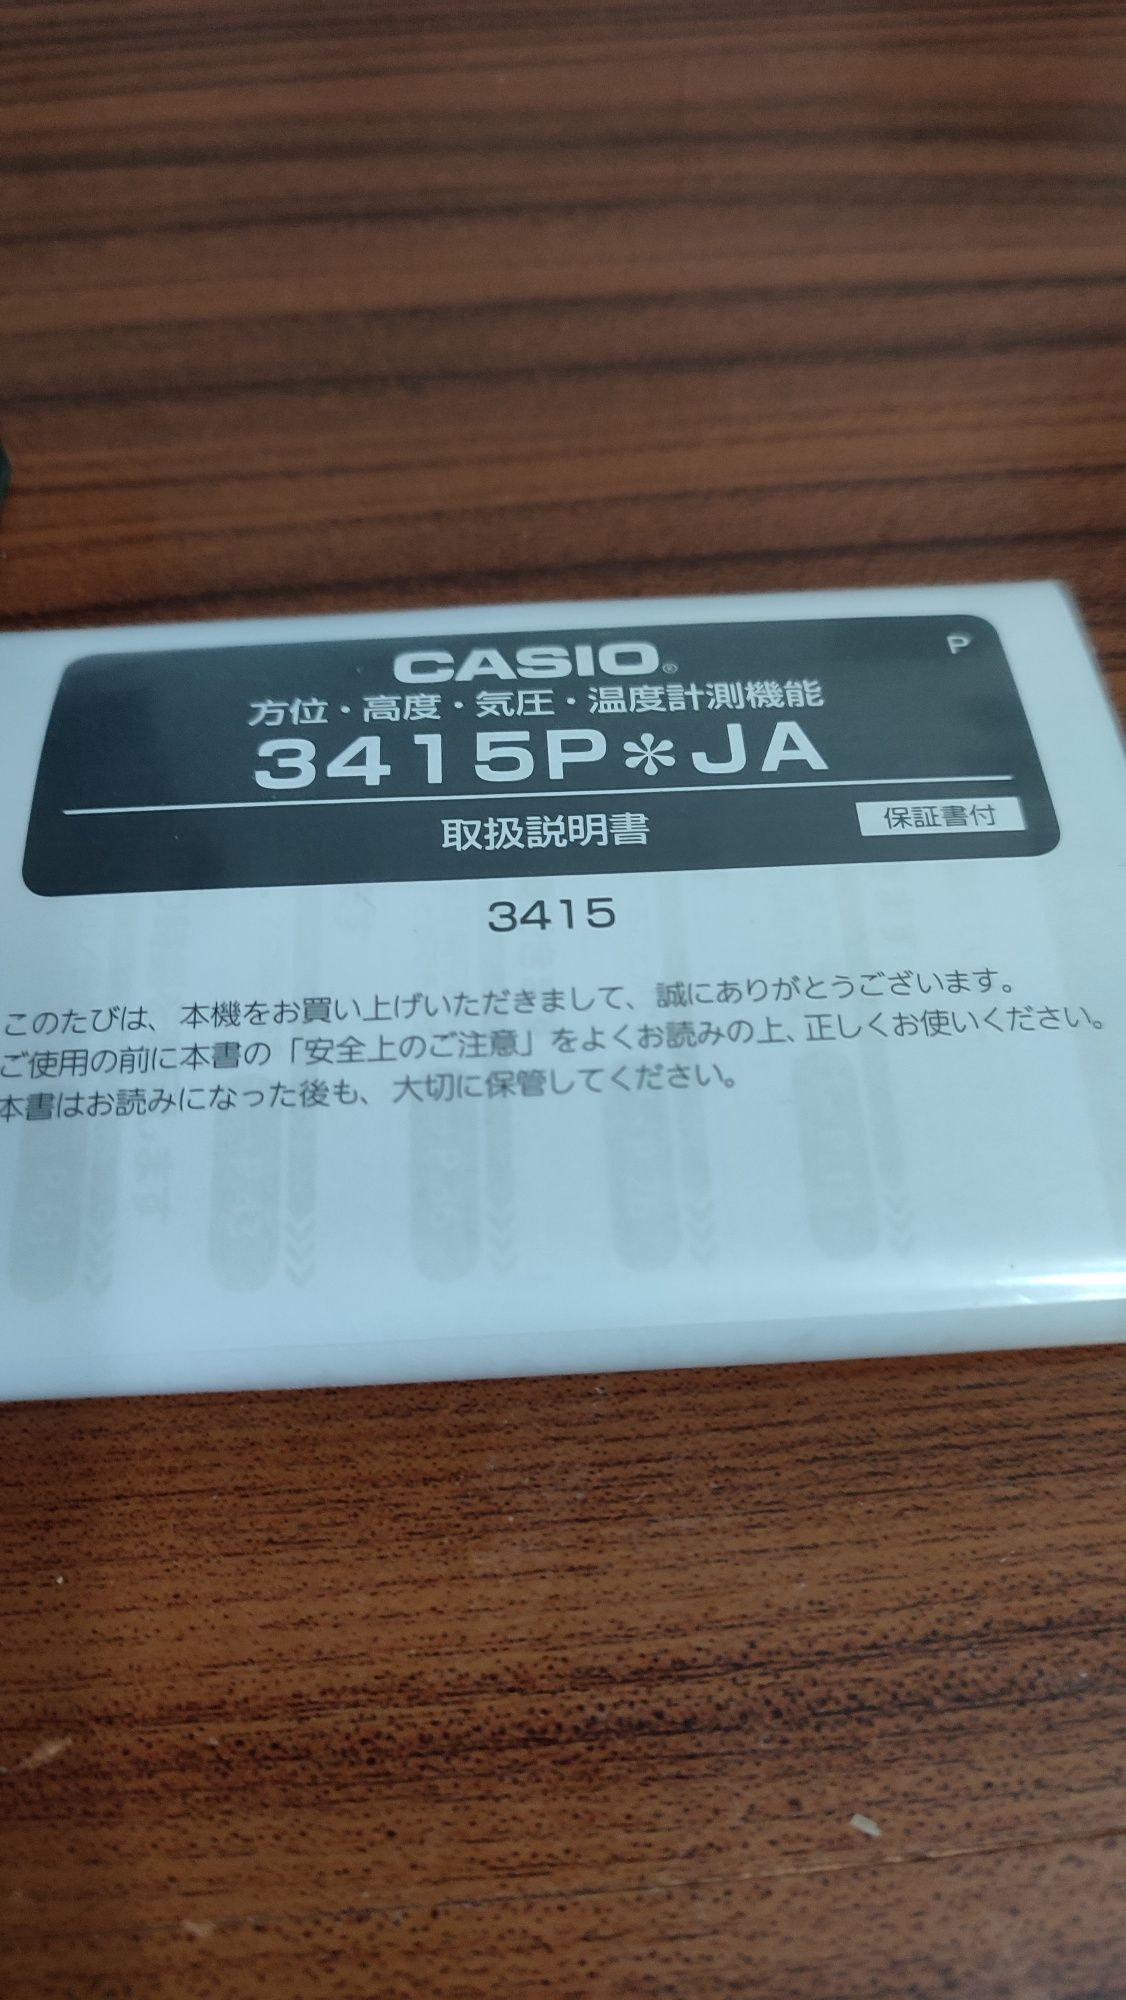 P
CASIO®
方位・高度・気圧・温度計測機能
3415P✻JA
取扱説明書
保証書付
3415
このたびは、本機をお買い上げいただきまして、誠にありがとうございます。
ご使用の前に本書の「安全上のご注意」をよくお読みの上、正しくお使いください。
本書はお読みになった後も、大切に保管してください。